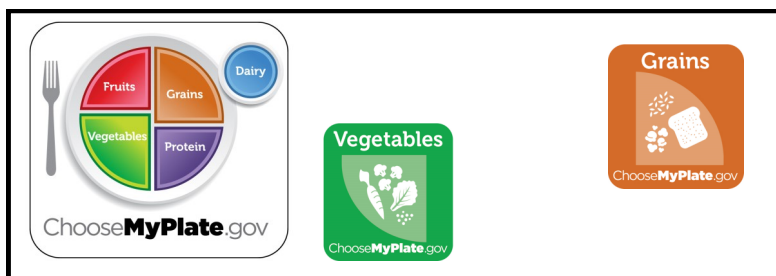 Fruits
Grains
Dairy
Vegetables
Protein
ChooseMyPlate.gov
Vegetables
ChooseMyPlate.gov
Grains
ChooseMyPlate.gov